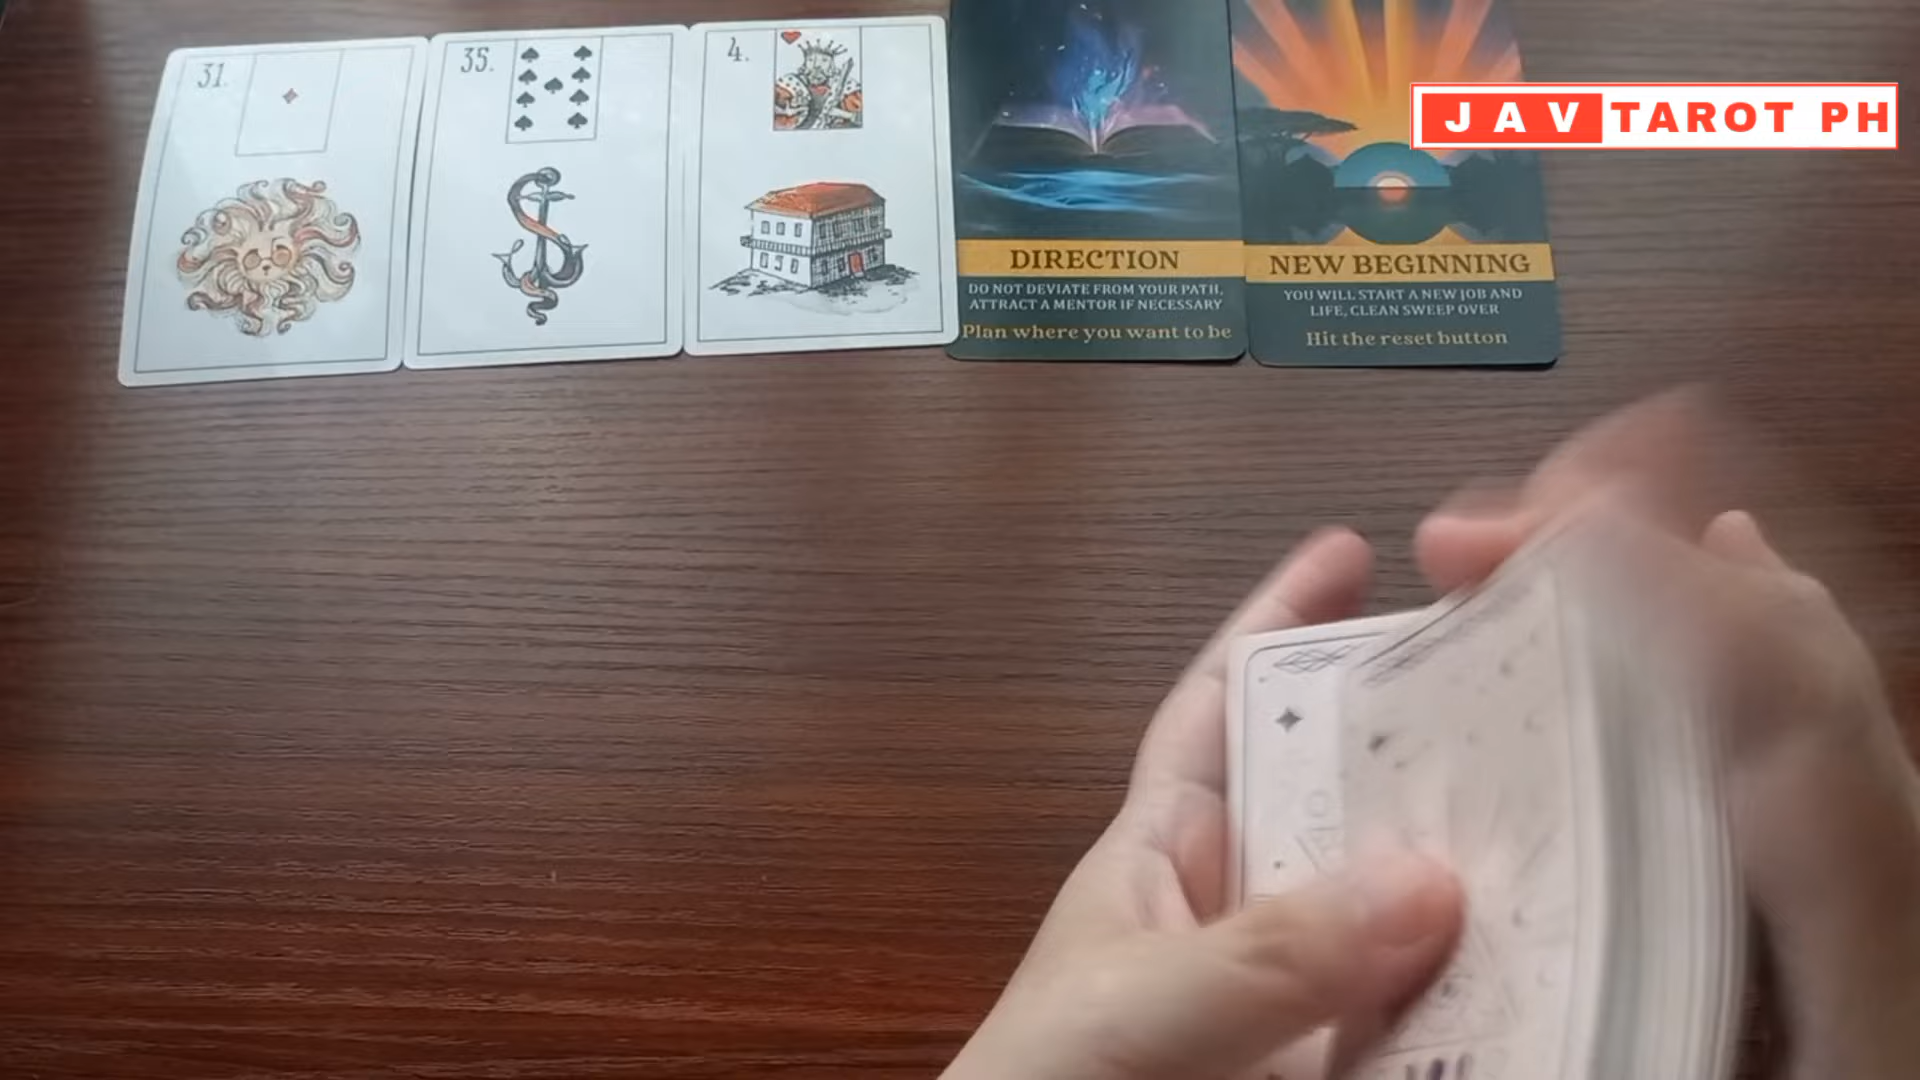 31.
35.
4.
DIRECTION
DO NOT DEVIATE FROM YOUR PATH,
ATTRACT A MENTOR IF NECESSARY
Plan where you want to be
NEW BEGINNING
YOU WILL START A NEW JOB AND
LIFE, CLEAN SWEEP OVER
Hit the reset button
JAV TAROT PH